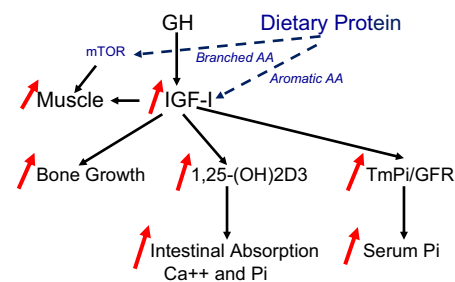 GH
Dietary Protein
mTOR
Branched AA
Aromatic AA
Muscle
IGF-I
Bone Growth
1,25-(OH)2D3
TmPi/GFR
Intestinal Absorption
Ca++ and Pi
Serum Pi